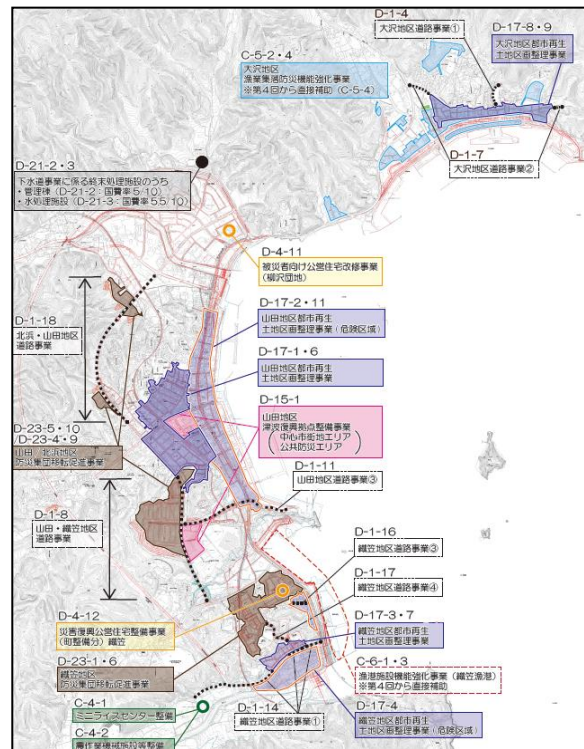 D-1-4
大沢地区道路事業①
D-17-8・9
大沢地区都市再生
土地区画整理事業
C-5-2・4
大沢地区
漁業集落防災機能強化事業
※第4回から直接補助(C-5-4)
D-1-7
大沢地区道路事業②
D-21-2・3
下水道事業に係る終末処理施設のうち
・管理棟(D-21-2:国費率5/10)
・水処理施設(D-21-3:国費率5.5/10)
D-4-11
被災者向け公営住宅改修事業
(柳沢団地)
D-17-2・11
山田地区都市再生
土地区画整理事業(危険区域)
D-1-18
北浜・山田地区
道路事業
D-17-1・6
山田地区都市再生
土地区画整理事業
D-15-1
山田地区
津波復興拠点整備事業
(中心市街地エリア
公共防災エリア)
D-23-5・10
/D-23-4・9
山田/北浜地区
防災集団移転促進事業
D-1-11
山田地区道路事業③
D-1-8
山田・織笠地区
道路事業
D-1-16
織笠地区道路事業③
D-1-17
織笠地区道路事業④
D-4-12
災害復興公営住宅整備事業
(町整備分)織笠
D-17-3・7
織笠地区都市再生
土地区画整理事業
D-23-1・6
織笠地区
防災集団移転促進事業
C-6-1・3
漁港施設機能強化事業(織笠漁港)
※第4回から直接補助
C-4-1
ミニライスセンター整備
D-1-14
織笠地区道路事業①
D-17-4
織笠地区都市再生
土地区画整理事業(危険区域)
C-4-2
農作業機械施設等整備